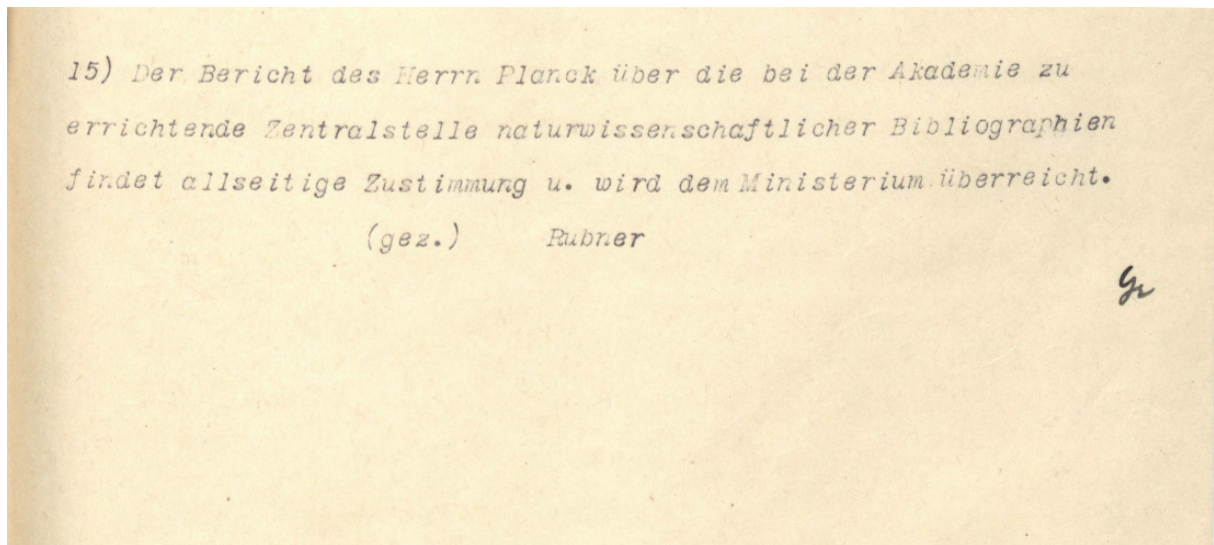 15) Der Bericht des Herrn Planck über die bei der Akademie zu
errichtende Zentralstelle naturwissenschaftlicher Bibliographien
findet allseitige Zustimmung u. wird dem Ministerium überreicht.
(gez.) Rubner